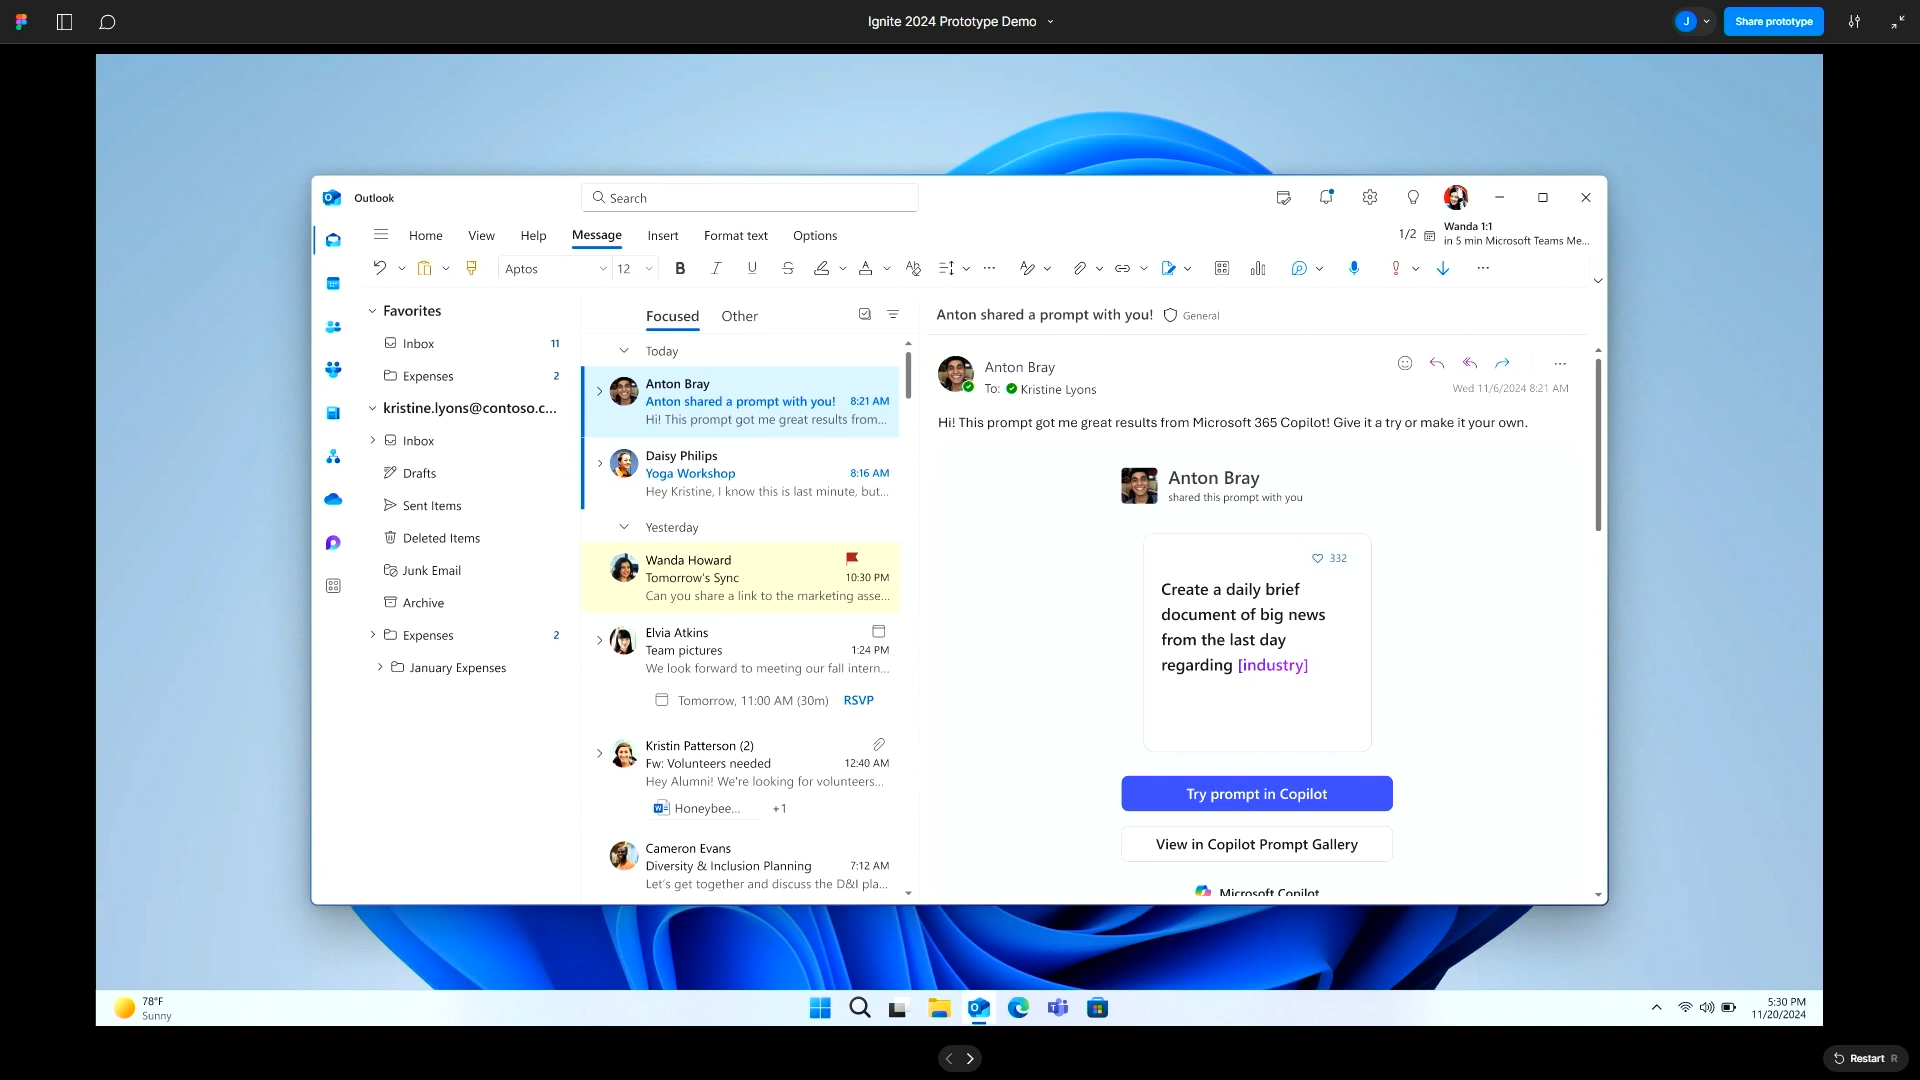 Ignite 2024 Prototype Demo
J
Share prototype
Outlook
Search
Home View Help Message Insert Format text Options
1/2
Wanda 1:1
in 5 min Microsoft Teams Me...
Aptos
12
Favorites
Inbox 11
Expenses 2
kristine.lyons@contoso.c...
Inbox
Drafts
Sent Items
Deleted Items
Junk Email
Archive
Expenses 2
January Expenses
Focused Other
Today
Anton Bray
Anton shared a prompt with you! 8:21 AM
Hi! This prompt got me great results from...
Daisy Philips
Yoga Workshop 8:16 AM
Hey Kristine, I know this is last minute, but...
Yesterday
Wanda Howard
Tomorrow's Sync 10:30 PM
Can you share a link to the marketing asse...
Elvia Atkins
Team pictures 1:24 PM
We look forward to meeting our fall intern...
Tomorrow, 11:00 AM (30m) RSVP
Kristin Patterson (2)
Fw: Volunteers needed 12:40 AM
Hey Alumni! We're looking for volunteers...
Honeybee... +1
Cameron Evans
Diversity & Inclusion Planning 7:12 AM
Let's get together and discuss the D&I pla...
Anton shared a prompt with you! General
Anton Bray
To: Kristine Lyons
Wed 11/6/2024 8:21 AM
Hi! This prompt got me great results from Microsoft 365 Copilot! Give it a try or make it your own.
Anton Bray
shared this prompt with you
332
Create a daily brief
document of big news
from the last day
regarding [industry]
Try prompt in Copilot
View in Copilot Prompt Gallery
Microsoft Copilot
78°F
Sunny
5:30 PM
11/20/2024
Restart R